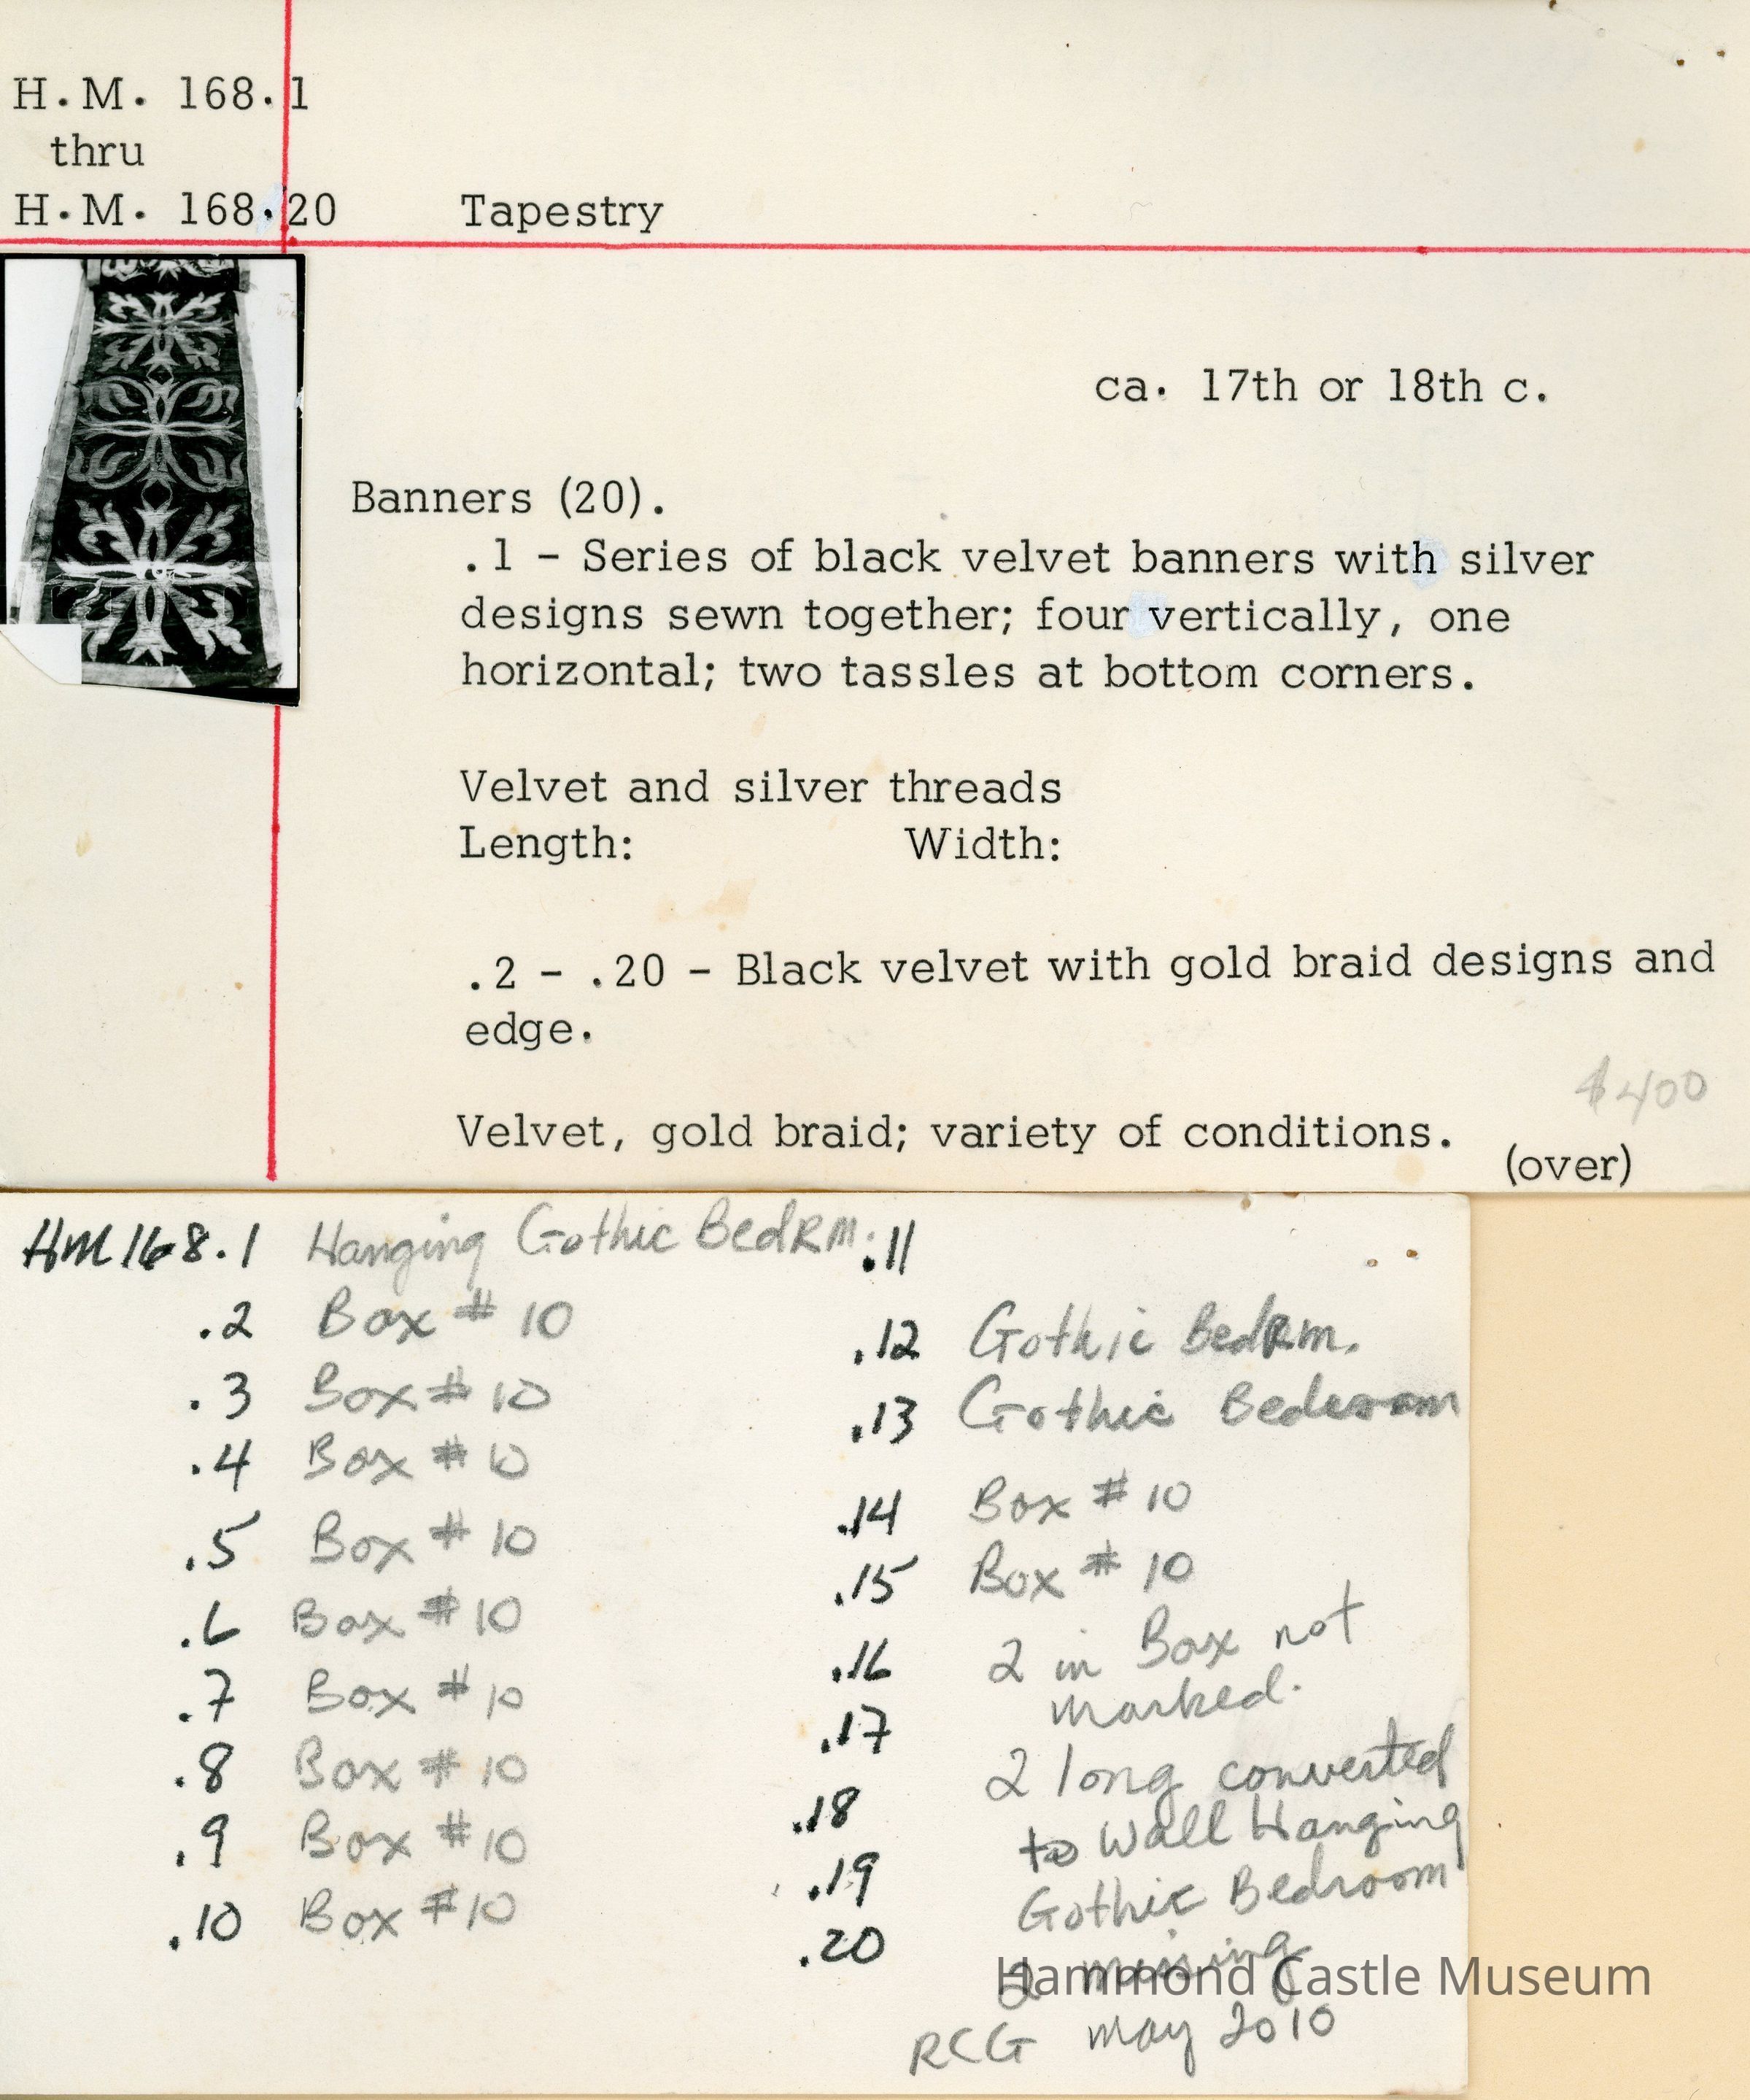 H.M. 168.1
thru
H.M. 168.20 Tapestry
ca. 17th or 18th c.
Banners (20).
.1 - Series of black velvet banners with silver
designs sewn together; four vertically, one
horizontal; two tassles at bottom corners.
Velvet and silver threads
Length: Width:
.2 - .20 - Black velvet with gold braid designs and
edge.
$400
Velvet, gold braid; variety of conditions.
(over)
HM168.1 Hanging Gothic BedRM.
.2 Box # 10
.3 Box # 10
.4 Box # 10
.5 Box # 10
.6 Box # 10
.7 Box # 10
.8 Box # 10
.9 Box # 10
.10 Box # 10
.11
.12 Gothic BedRm.
.13 Gothic Bedroom
.14 Box # 10
.15 Box # 10
.16 2 in Box not
marked.
.17
2 long converted
.18 to Wall Hanging
.19 Gothic Bedroom
.20 2 missing
Hammond Castle Museum
RCG May 2010